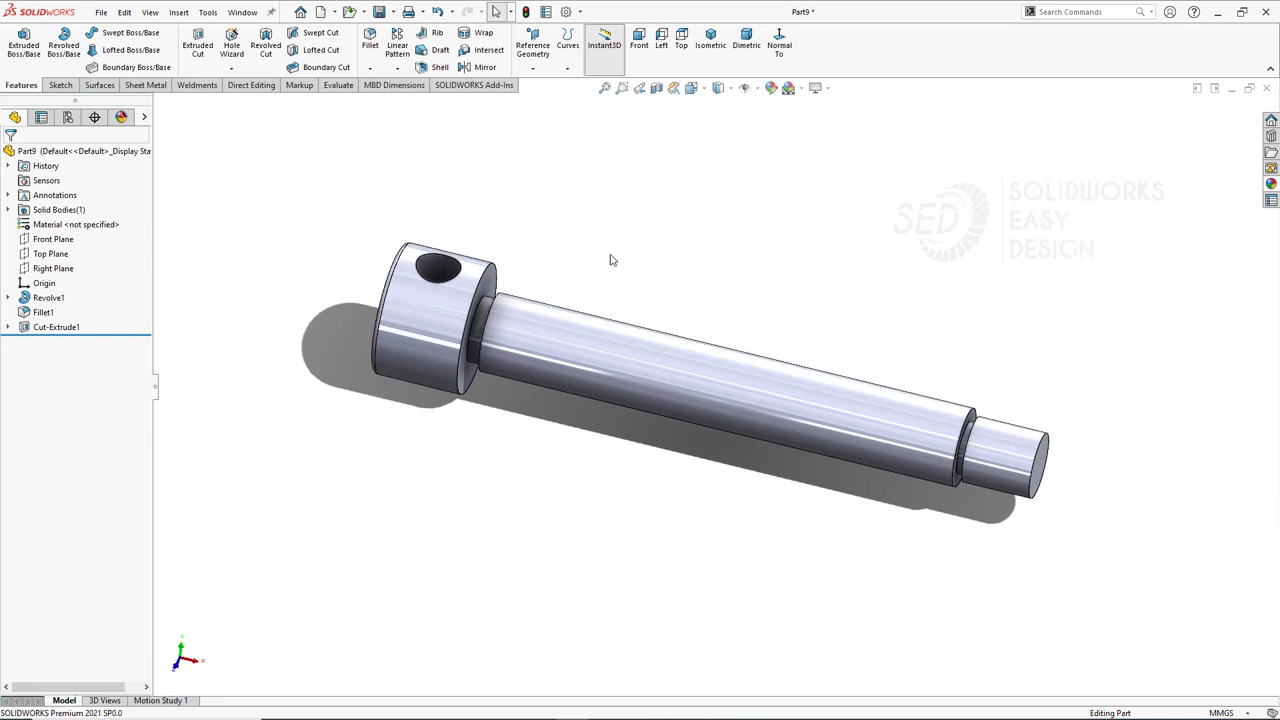 SOLIDWORKS File Edit View Insert Tools Window Part9 * Search Commands
Extruded Boss/Base
Revolved Boss/Base
Swept Boss/Base
Lofted Boss/Base
Boundary Boss/Base
Extruded Cut
Hole Wizard
Revolved Cut
Swept Cut
Lofted Cut
Boundary Cut
Fillet
Linear Pattern
Rib
Draft
Shell
Wrap
Intersect
Mirror
Reference Geometry
Curves
Instant3D
Front
Left
Top
Isometric
Dimetric
Normal To
Features Sketch Surfaces Sheet Metal Weldments Direct Editing Markup Evaluate MBD Dimensions SOLIDWORKS Add-Ins
Part9 (Default<<Default>_Display Sta
History
Sensors
Annotations
Solid Bodies(1)
Material <not specified>
Front Plane
Top Plane
Right Plane
Origin
Revolve1
Fillet1
Cut-Extrude1
SED
SOLIDWORKS
EASY
DESIGN
Y
X
Z
Model 3D Views Motion Study 1
SOLIDWORKS Premium 2021 SP0.0 Editing Part MMGS